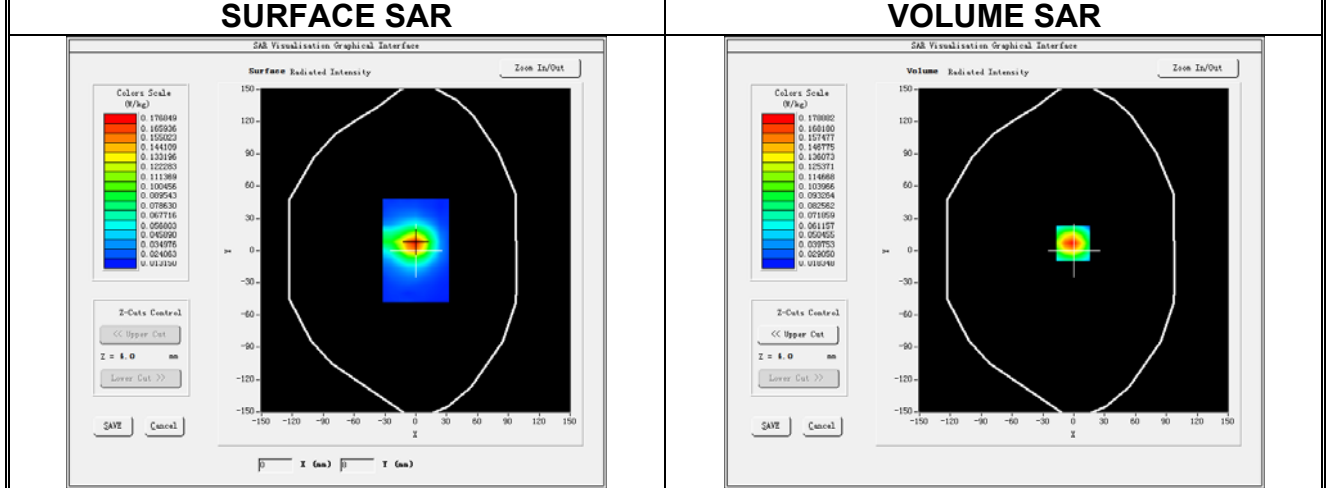 SURFACE SAR
VOLUME SAR
SAR Visualisation Graphical Interface
Surface Radiated Intensity
Zoom In/Out
Colors Scale
(W/kg)
0.176849
0.165936
0.155023
0.144109
0.133196
0.122283
0.111369
0.100456
0.089543
0.078630
0.067716
0.056803
0.045890
0.034976
0.024063
0.013150
150
120
90
60
30
0
-30
-60
-90
-120
-150
Y
-150 -120 -90 -60 -30 0 30 60 90 120 150
X
Z-Cuts Control
<< Upper Cut
Z = 4.0 mm
Lower Cut >>
SAVE Cancel
0 X (mm) 0 Y (mm)
SAR Visualisation Graphical Interface
Volume Radiated Intensity
Zoom In/Out
Colors Scale
(W/kg)
0.178882
0.168180
0.157477
0.146775
0.136073
0.125371
0.114668
0.103966
0.093264
0.082562
0.071859
0.061157
0.050455
0.039753
0.029050
0.018348
150
120
90
60
30
0
-30
-60
-90
-120
-150
Y
-150 -120 -90 -60 -30 0 30 60 90 120 150
X
Z-Cuts Control
<< Upper Cut
Z = 4.0 mm
Lower Cut >>
SAVE Cancel